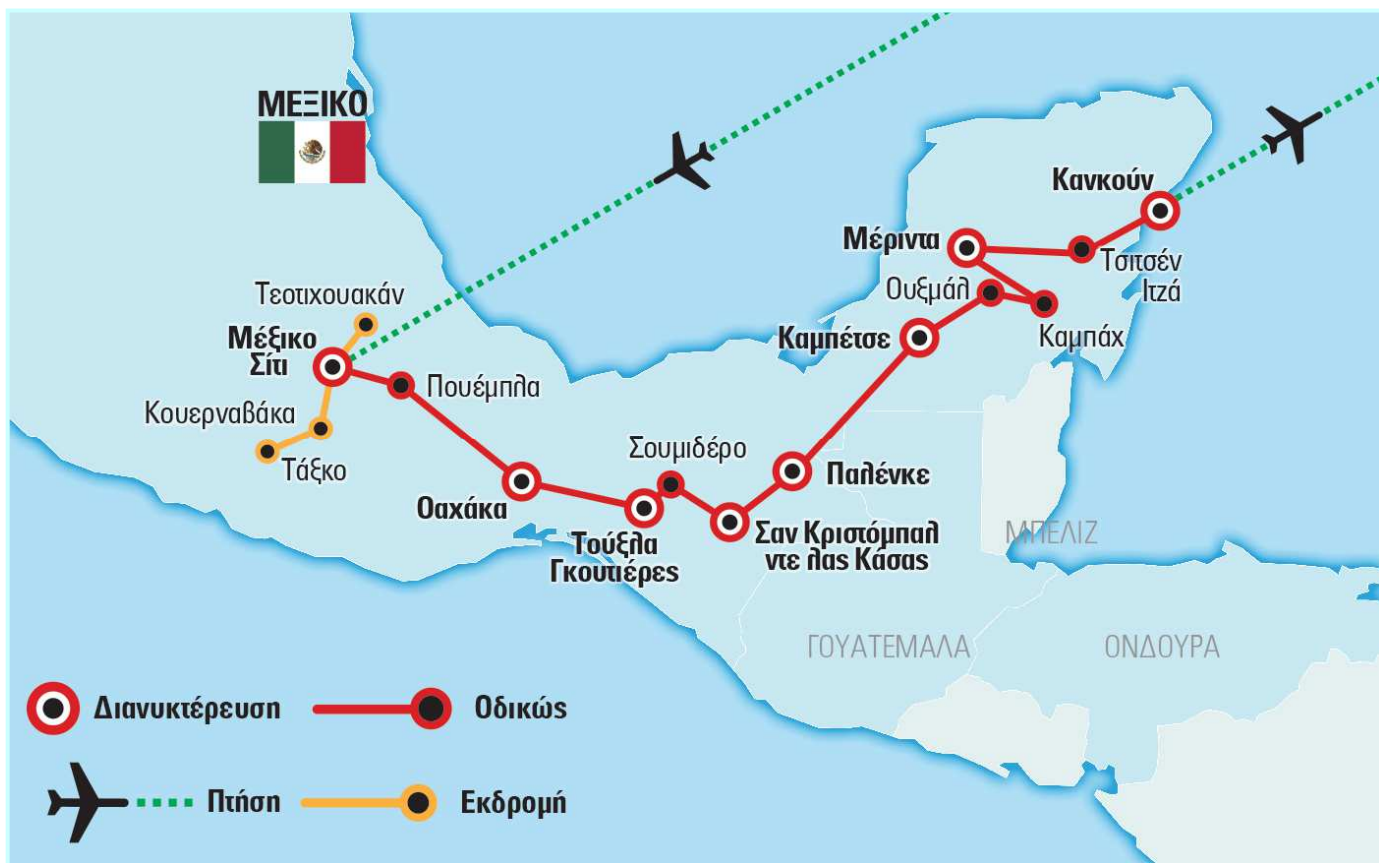 ΜΕΞΙΚΟ
Κανκούν
Μέριντα
Τσιτσέν
Ιτζά
Ουξμάλ
Καμπάχ
Τεοτιχουακάν
Μέξικο
Σίτι
Καμπέτσε
Πουέμπλα
Κουερναβάκα
Τάξκο
Σουμιδέρο
Παλένκε
Οαχάκα
Τούξλα
Γκουτιέρες
Σαν Κριστόμπαλ
ντε λας Κάσας
ΜΠΕΛΙΖ
ΓΟΥΑΤΕΜΑΛΑ
ΟΝΔΟΥΡΑ
Διανυκτέρευση
Οδικώς
Πτήση
Εκδρομή